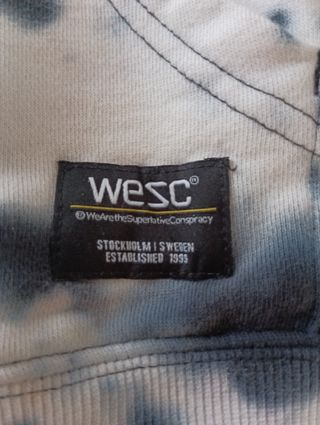 wesc®
WeAretheSuperlativeConspiracy
STOCKHOLM | SWEDEN
ESTABLISHED 1999